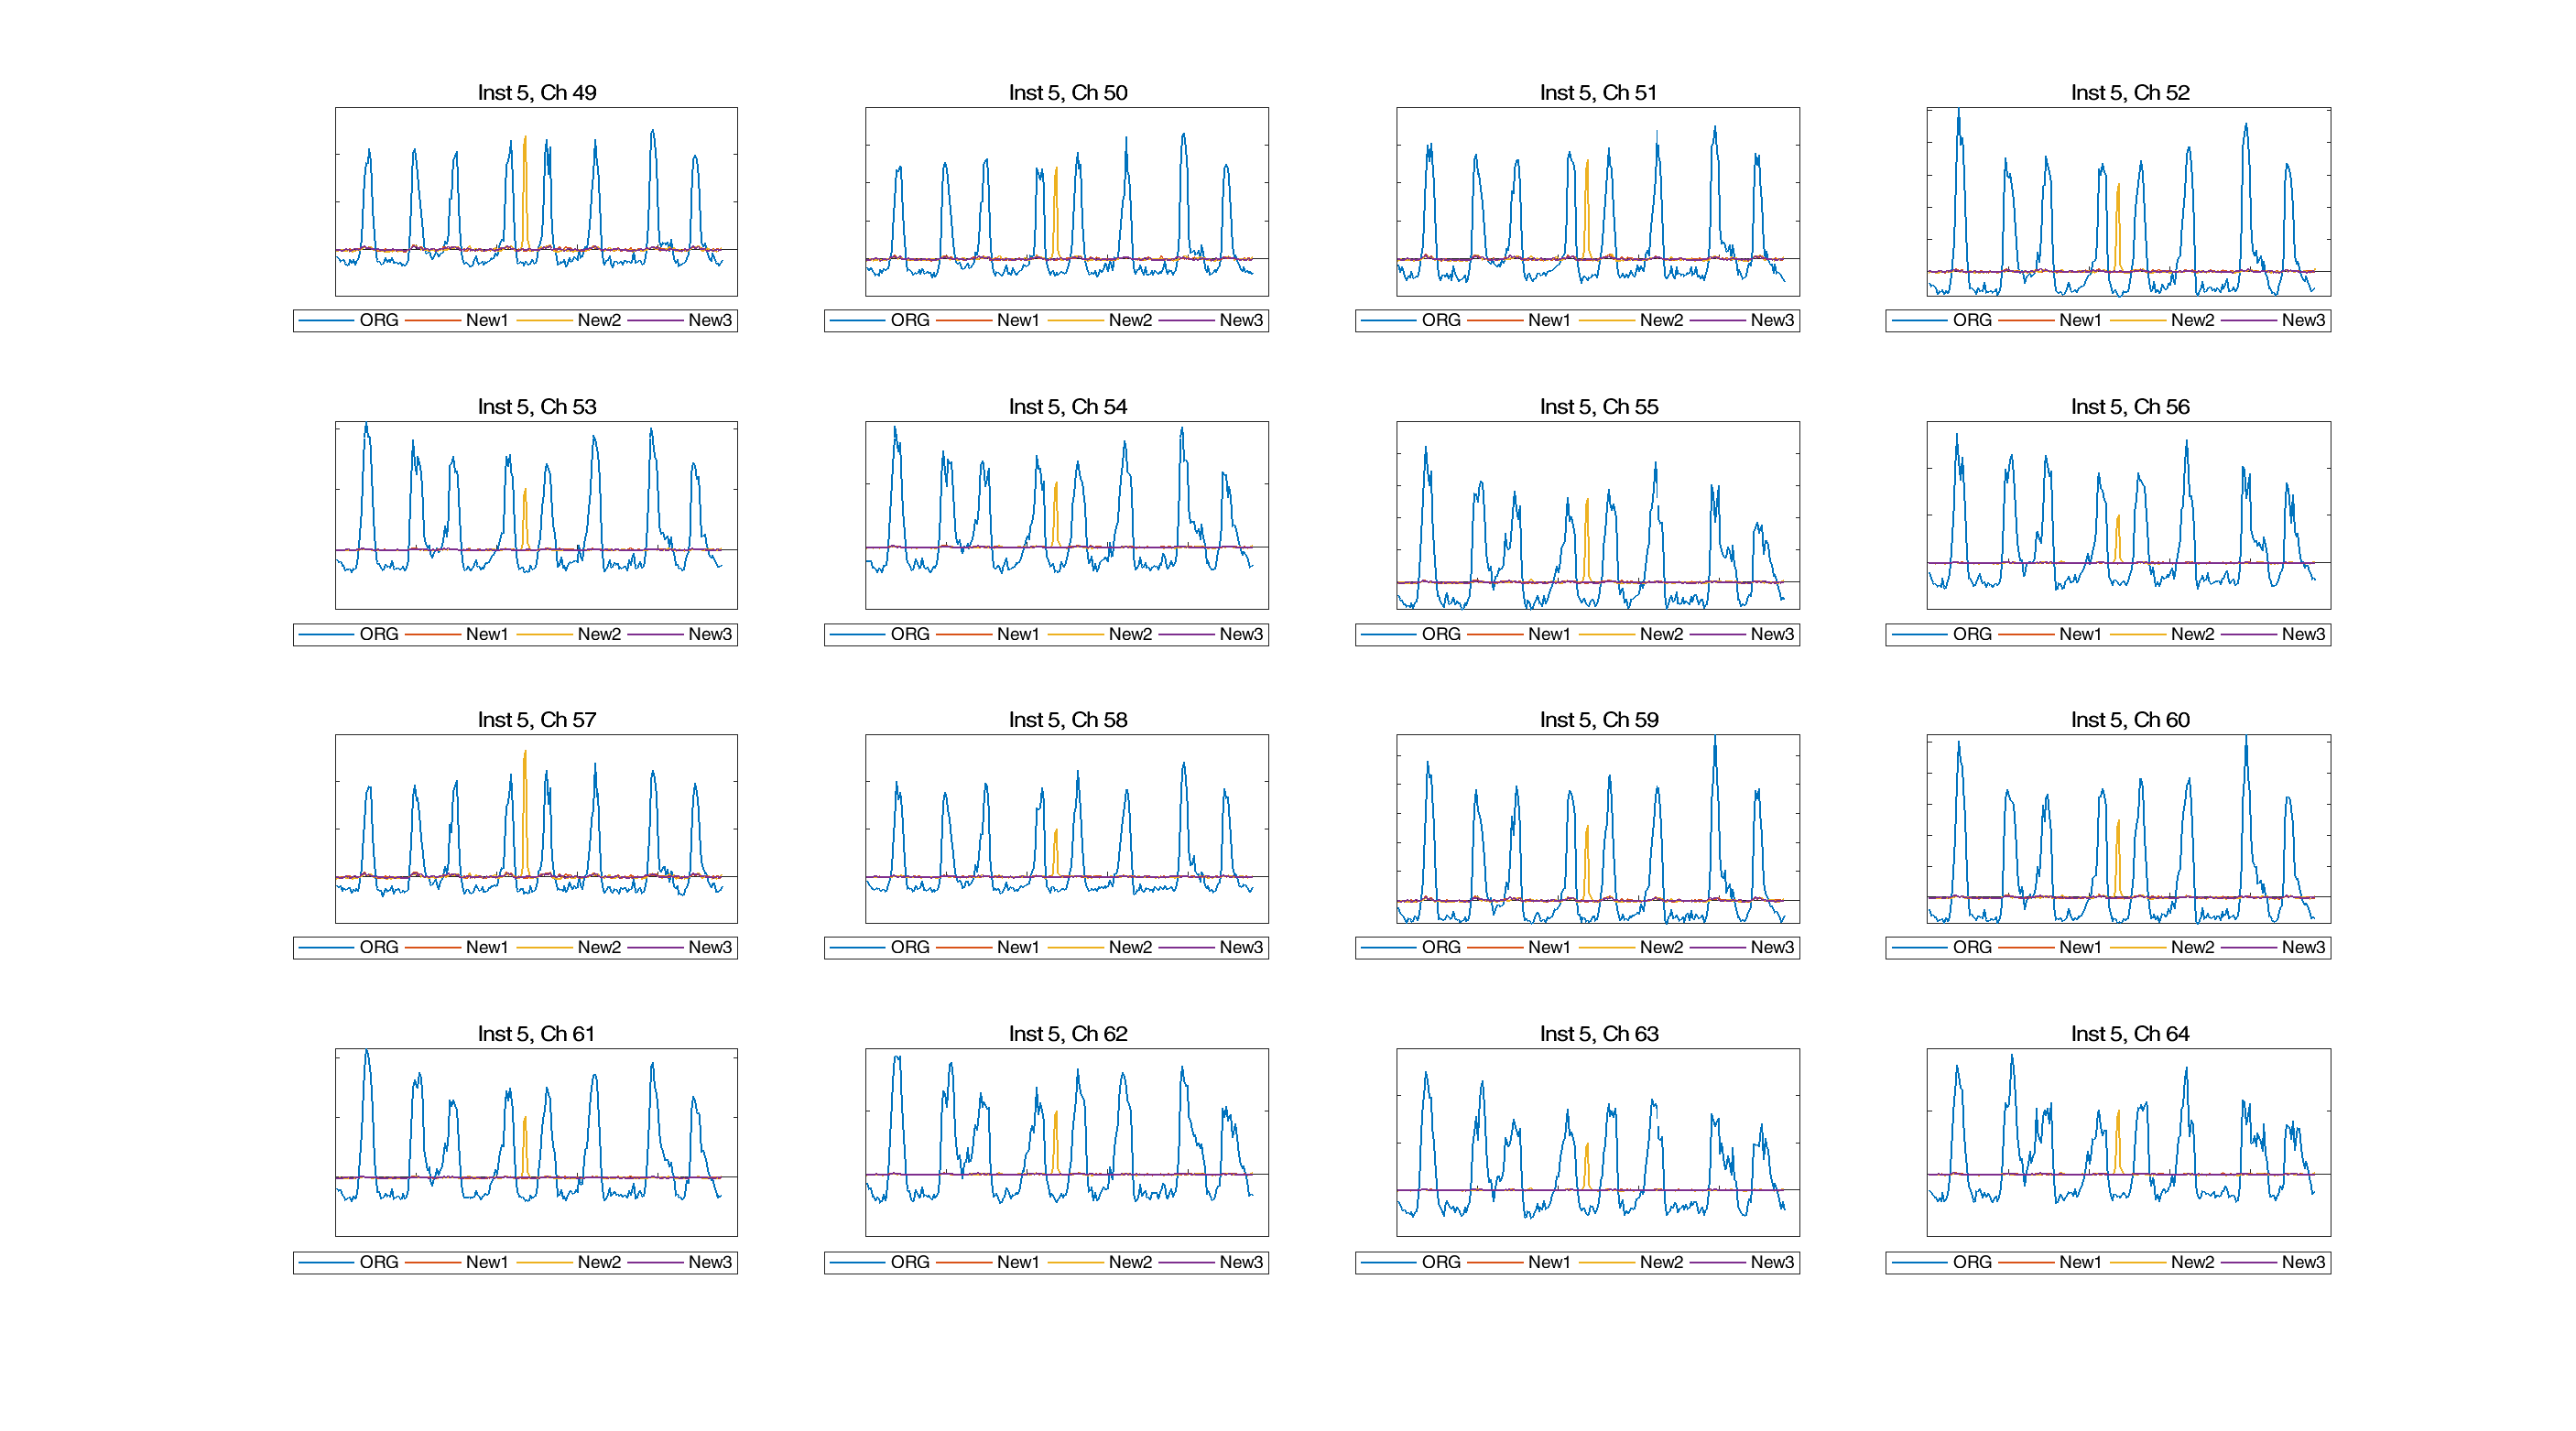 Inst 5, Ch 49
ORG New1 New2 New3
Inst 5, Ch 50
ORG New1 New2 New3
Inst 5, Ch 51
ORG New1 New2 New3
Inst 5, Ch 52
ORG New1 New2 New3
Inst 5, Ch 53
ORG New1 New2 New3
Inst 5, Ch 54
ORG New1 New2 New3
Inst 5, Ch 55
ORG New1 New2 New3
Inst 5, Ch 56
ORG New1 New2 New3
Inst 5, Ch 57
ORG New1 New2 New3
Inst 5, Ch 58
ORG New1 New2 New3
Inst 5, Ch 59
ORG New1 New2 New3
Inst 5, Ch 60
ORG New1 New2 New3
Inst 5, Ch 61
ORG New1 New2 New3
Inst 5, Ch 62
ORG New1 New2 New3
Inst 5, Ch 63
ORG New1 New2 New3
Inst 5, Ch 64
ORG New1 New2 New3